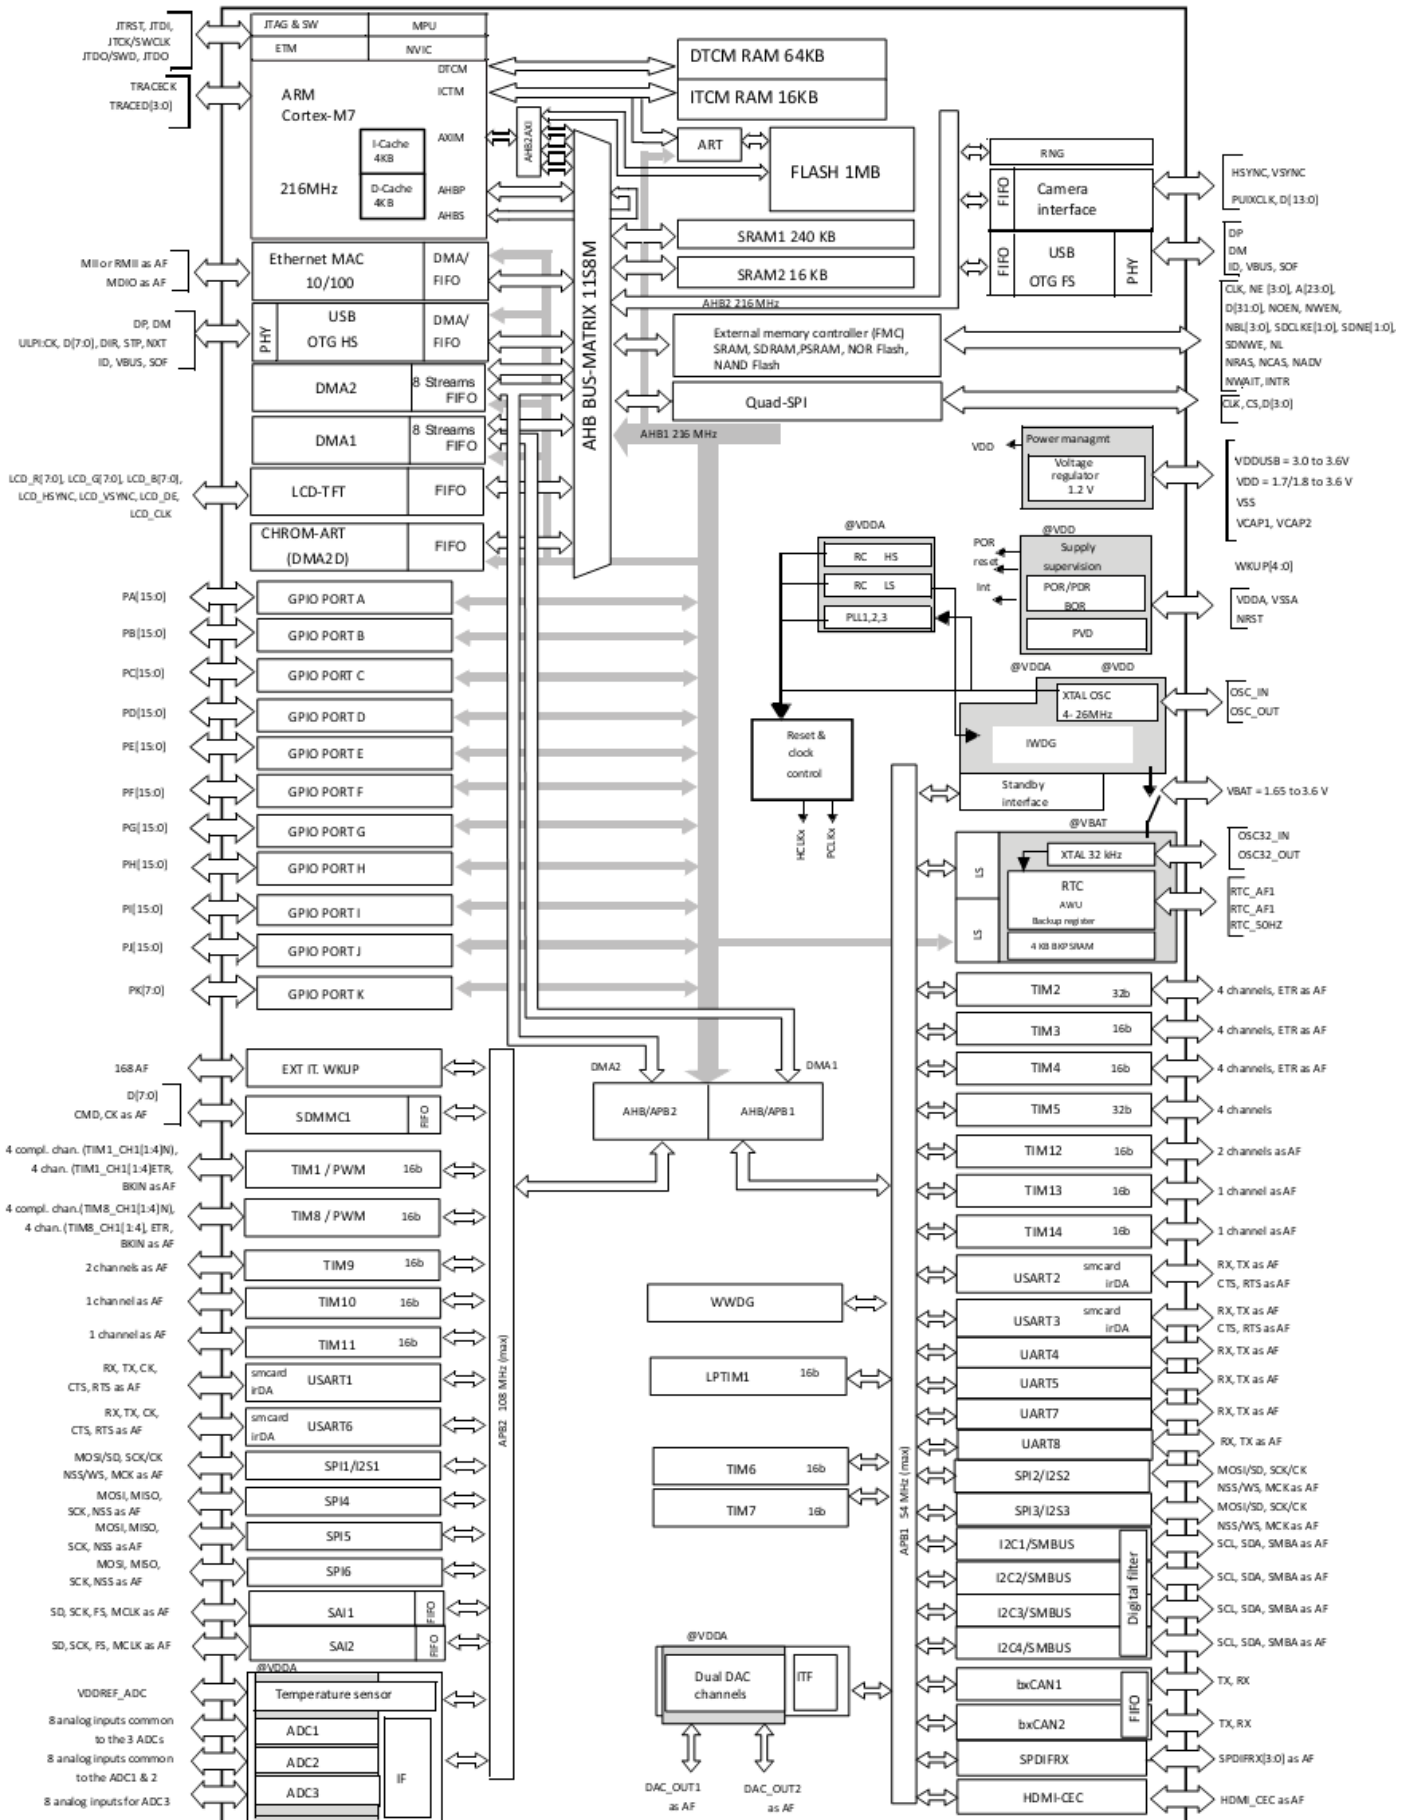 JTRST, JTDI,
JTCK/SWCLK
JTDO/SWD, JTDO
TRACECK
TRACED[3:0]
JTAG & SW
MPU
ETM
NVIC
DTCM
ICTM
ARM
Cortex-M7
AXIM
I-Cache
4KB
216MHz
D-Cache
4KB
AHBP
AHBS
AHB2AXI
DTCM RAM 64KB
ITCM RAM 16KB
ART
FLASH 1MB
SRAM1 240 KB
SRAM2 16 KB
AHB2 216 MHz
External memory controller (FMC)
SRAM, SDRAM,PSRAM, NOR Flash,
NAND Flash
Quad-SPI
AHB1 216 MHz
AHB BUS-MATRIX 11S8M
RNG
FIFO
Camera
interface
FIFO
USB
OTG FS
PHY
HSYNC, VSYNC
PUIXCLK, D[13:0]
DP
DM
ID, VBUS, SOF
CLK, NE [3:0], A[23:0],
D[31:0], NOEN, NWEN,
NBL[3:0], SDCLKE[1:0], SDNE[1:0],
SDNWE, NL
NRAS, NCAS, NADV
NWAIT, INTR
CLK, CS,D[3:0]
MII or RMII as AF
MDIO as AF
Ethernet MAC
10/100
DMA/
FIFO
DP, DM
ULPI:CK, D[7:0], DIR, STP, NXT
ID, VBUS, SOF
PHY
USB
OTG HS
DMA/
FIFO
DMA2
8 Streams
FIFO
DMA1
8 Streams
FIFO
LCD_R[7:0], LCD_G[7:0], LCD_B[7:0],
LCD_HSYNC, LCD_VSYNC, LCD_DE,
LCD_CLK
LCD-TFT
FIFO
CHROM-ART
(DMA2D)
FIFO
VDD
Power managmt
Voltage
regulator
1.2 V
VDDUSB = 3.0 to 3.6V
VDD = 1.7/1.8 to 3.6 V
VSS
VCAP1, VCAP2
@VDDA
RC HS
RC LS
PLL1,2,3
@VDD
POR
reset
Int
Supply
supervision
POR/PDR
BOR
PVD
WKUP[4:0]
VDDA, VSSA
NRST
@VDDA
@VDD
XTAL OSC
4- 26MHz
IWDG
OSC_IN
OSC_OUT
Reset &
clock
control
HCLKx
PCLKx
Standby
interface
VBAT = 1.65 to 3.6 V
@VBAT
LS
LS
XTAL 32 kHz
RTC
AWU
Backup register
4 KB BKPSRAM
OSC32_IN
OSC32_OUT
RTC_AF1
RTC_AF1
RTC_50HZ
PA[15:0]
GPIO PORT A
PB[15:0]
GPIO PORT B
PC[15:0]
GPIO PORT C
PD[15:0]
GPIO PORT D
PE[15:0]
GPIO PORT E
PF[15:0]
GPIO PORT F
PG[15:0]
GPIO PORT G
PH[15:0]
GPIO PORT H
PI[15:0]
GPIO PORT I
PJ[15:0]
GPIO PORT J
PK[7:0]
GPIO PORT K
168 AF
EXT IT. WKUP
D[7:0]
CMD, CK as AF
SDMMC1
FIFO
4 compl. chan. (TIM1_CH1[1:4]N),
4 chan. (TIM1_CH1[1:4]ETR,
BKIN as AF
TIM1 / PWM 16b
4 compl. chan.(TIM8_CH1[1:4]N),
4 chan. (TIM8_CH1[1:4], ETR,
BKIN as AF
TIM8 / PWM 16b
2 channels as AF
TIM9 16b
1 channel as AF
TIM10 16b
1 channel as AF
TIM11 16b
RX, TX, CK,
CTS, RTS as AF
smcard
irDA
USART1
RX, TX, CK,
CTS, RTS as AF
smcard
irDA
USART6
MOSI/SD, SCK/CK
NSS/WS, MCK as AF
SPI1/I2S1
MOSI, MISO,
SCK, NSS as AF
SPI4
MOSI, MISO,
SCK, NSS as AF
SPI5
MOSI, MISO,
SCK, NSS as AF
SPI6
SD, SCK, FS, MCLK as AF
SAI1
FIFO
SD, SCK, FS, MCLK as AF
SAI2
FIFO
@VDDA
VDDREF_ADC
Temperature sensor
8 analog inputs common
to the 3 ADCs
ADC1
8 analog inputs common
to the ADC1 & 2
ADC2
8 analog inputs for ADC3
ADC3
IF
APB2 108 MHz (max)
DMA2
DMA1
AHB/APB2
AHB/APB1
WWDG
LPTIM1 16b
TIM6 16b
TIM7 16b
@VDDA
Dual DAC
channels
ITF
DAC_OUT1
as AF
DAC_OUT2
as AF
APB1 54 MHz (max)
TIM2 32b
4 channels, ETR as AF
TIM3 16b
4 channels, ETR as AF
TIM4 16b
4 channels, ETR as AF
TIM5 32b
4 channels
TIM12 16b
2 channels as AF
TIM13 16b
1 channel as AF
TIM14 16b
1 channel as AF
USART2
smcard
irDA
RX, TX as AF
CTS, RTS as AF
USART3
smcard
irDA
RX, TX as AF
CTS, RTS as AF
UART4
RX, TX as AF
UART5
RX, TX as AF
UART7
RX, TX as AF
UART8
RX, TX as AF
SPI2/I2S2
MOSI/SD, SCK/CK
NSS/WS, MCK as AF
SPI3/I2S3
MOSI/SD, SCK/CK
NSS/WS, MCK as AF
I2C1/SMBUS
SCL, SDA, SMBA as AF
I2C2/SMBUS
SCL, SDA, SMBA as AF
I2C3/SMBUS
SCL, SDA, SMBA as AF
I2C4/SMBUS
SCL, SDA, SMBA as AF
Digital filter
bxCAN1
TX, RX
bxCAN2
TX, RX
FIFO
SPDIFRX
SPDIFRX[3:0] as AF
HDMI-CEC
HDMI_CEC as AF